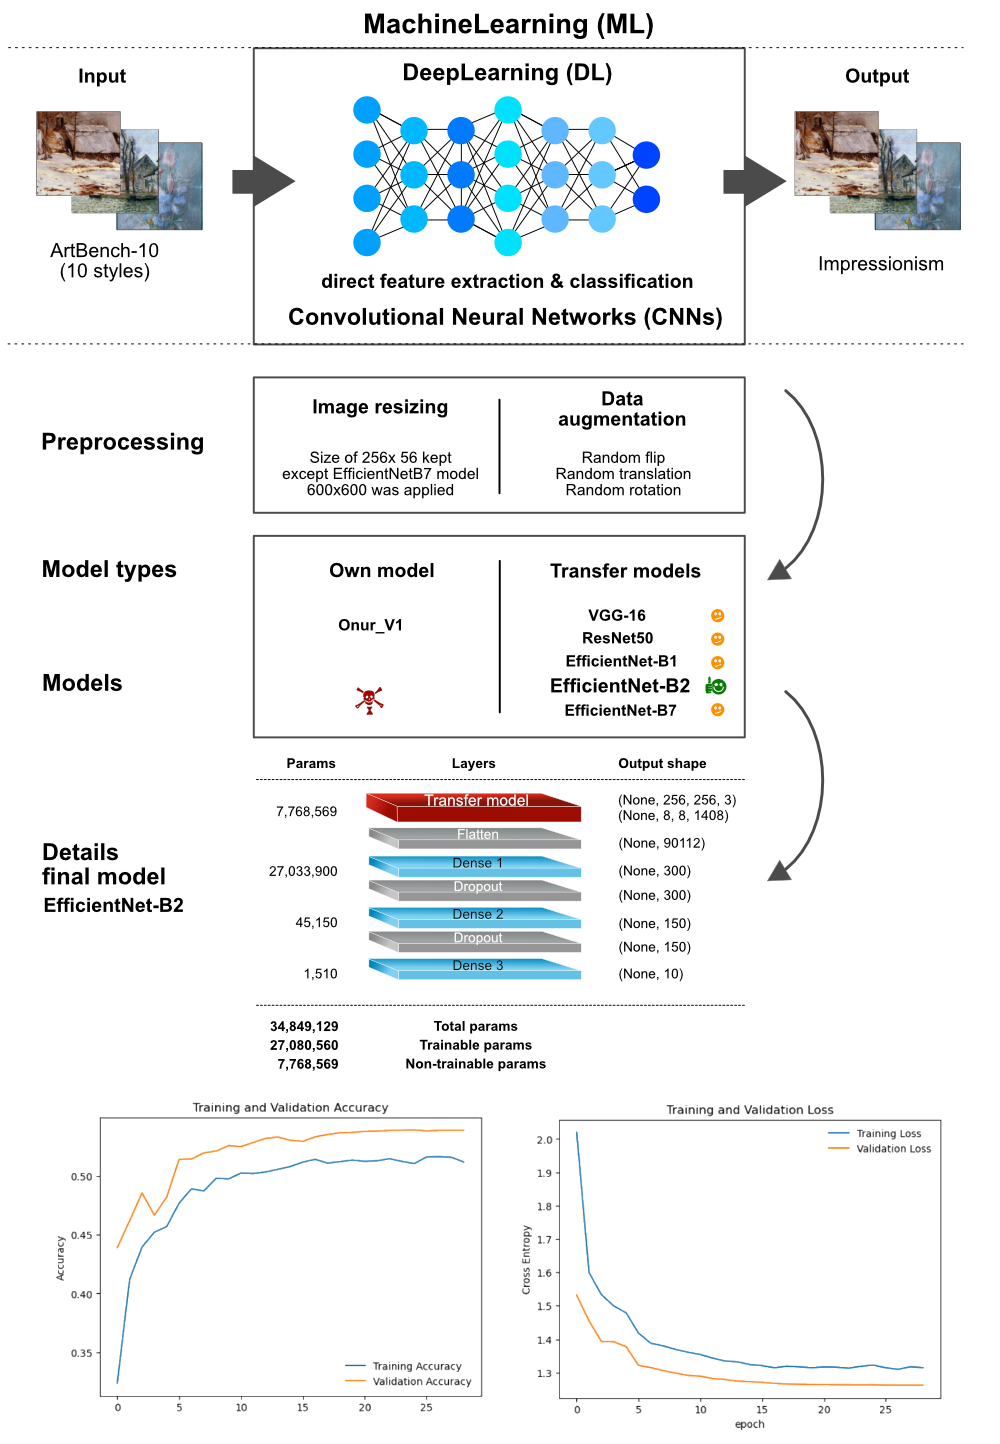 MachineLearning (ML)
Input
DeepLearning (DL)
Output
ArtBench-10
(10 styles)
Impressionism
direct feature extraction & classification
Convolutional Neural Networks (CNNs)
Preprocessing
Image resizing
Size of 256x 56 kept
except EfficientNetB7 model
600x600 was applied
Data
augmentation
Random flip
Random translation
Random rotation
Model types
Own model
Transfer models
Models
Onur_V1
VGG-16
ResNet50
EfficientNet-B1
EfficientNet-B2
EfficientNet-B7
Params Layers Output shape
Details
final model
EfficientNet-B2
7,768,569 Transfer model (None, 256, 256, 3)
(None, 8, 8, 1408)
Flatten (None, 90112)
27,033,900 Dense 1 (None, 300)
Dropout (None, 300)
45,150 Dense 2 (None, 150)
Dropout (None, 150)
1,510 Dense 3 (None, 10)
34,849,129 Total params
27,080,560 Trainable params
7,768,569 Non-trainable params
Training and Validation Accuracy
Accuracy
0.50
0.45
0.40
0.35
Training Accuracy
Validation Accuracy
0 5 10 15 20 25
Training and Validation Loss
Cross Entropy
2.0
1.9
1.8
1.7
1.6
1.5
1.4
1.3
Training Loss
Validation Loss
0 5 10 15 20 25
epoch